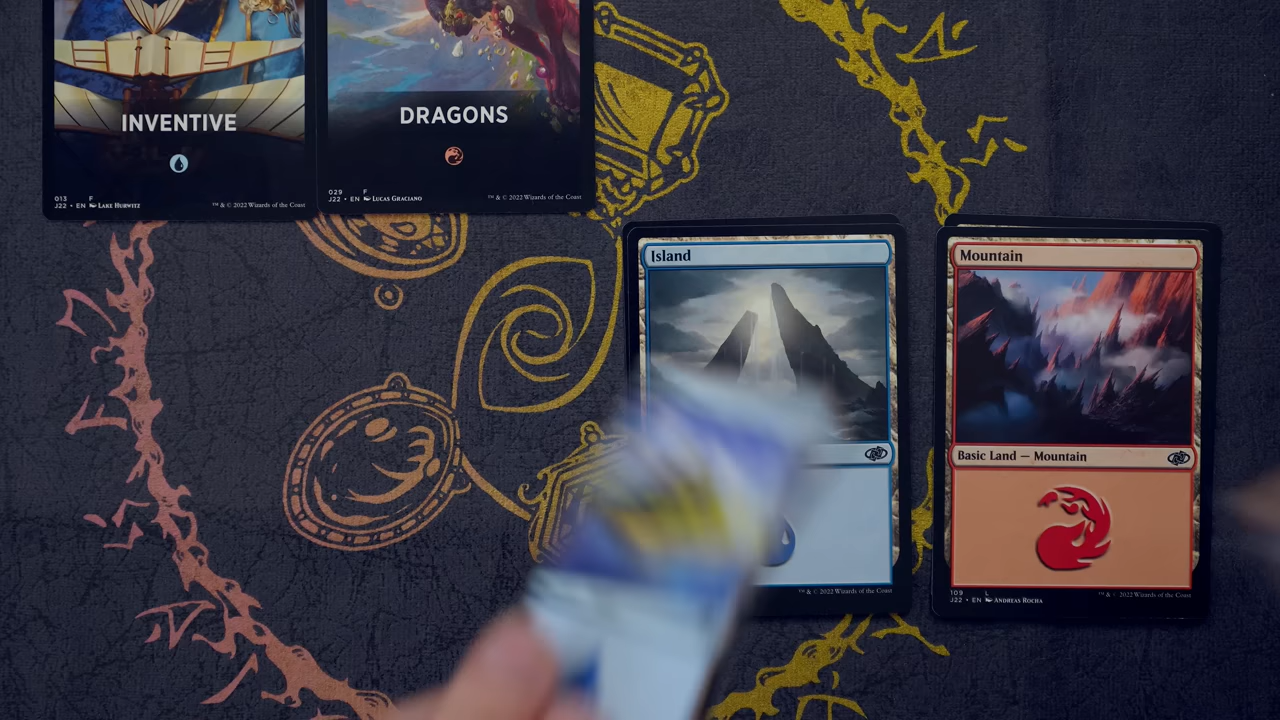 INVENTIVE
013 F
J22 • EN LAKE HURWITZ
™ & © 2022 Wizards of the Coast
DRAGONS
029 F
J22 • EN LUCAS GRACIANO
™ & © 2022 Wizards of the Coast
Island
™ & © 2022 Wizards of the Coast
Mountain
Basic Land — Mountain
109 L
J22 • EN ANDREAS ROCHA
™ & © 2022 Wizards of the Coast